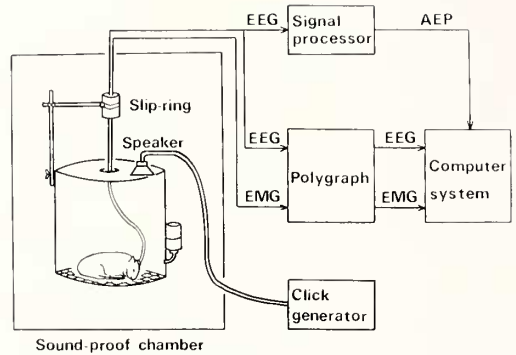 EEG
Signal
processor
AEP
Slip-ring
Speaker
EEG
EMG
Polygraph
EEG
EMG
Computer
system
Click
generator
Sound-proof chamber